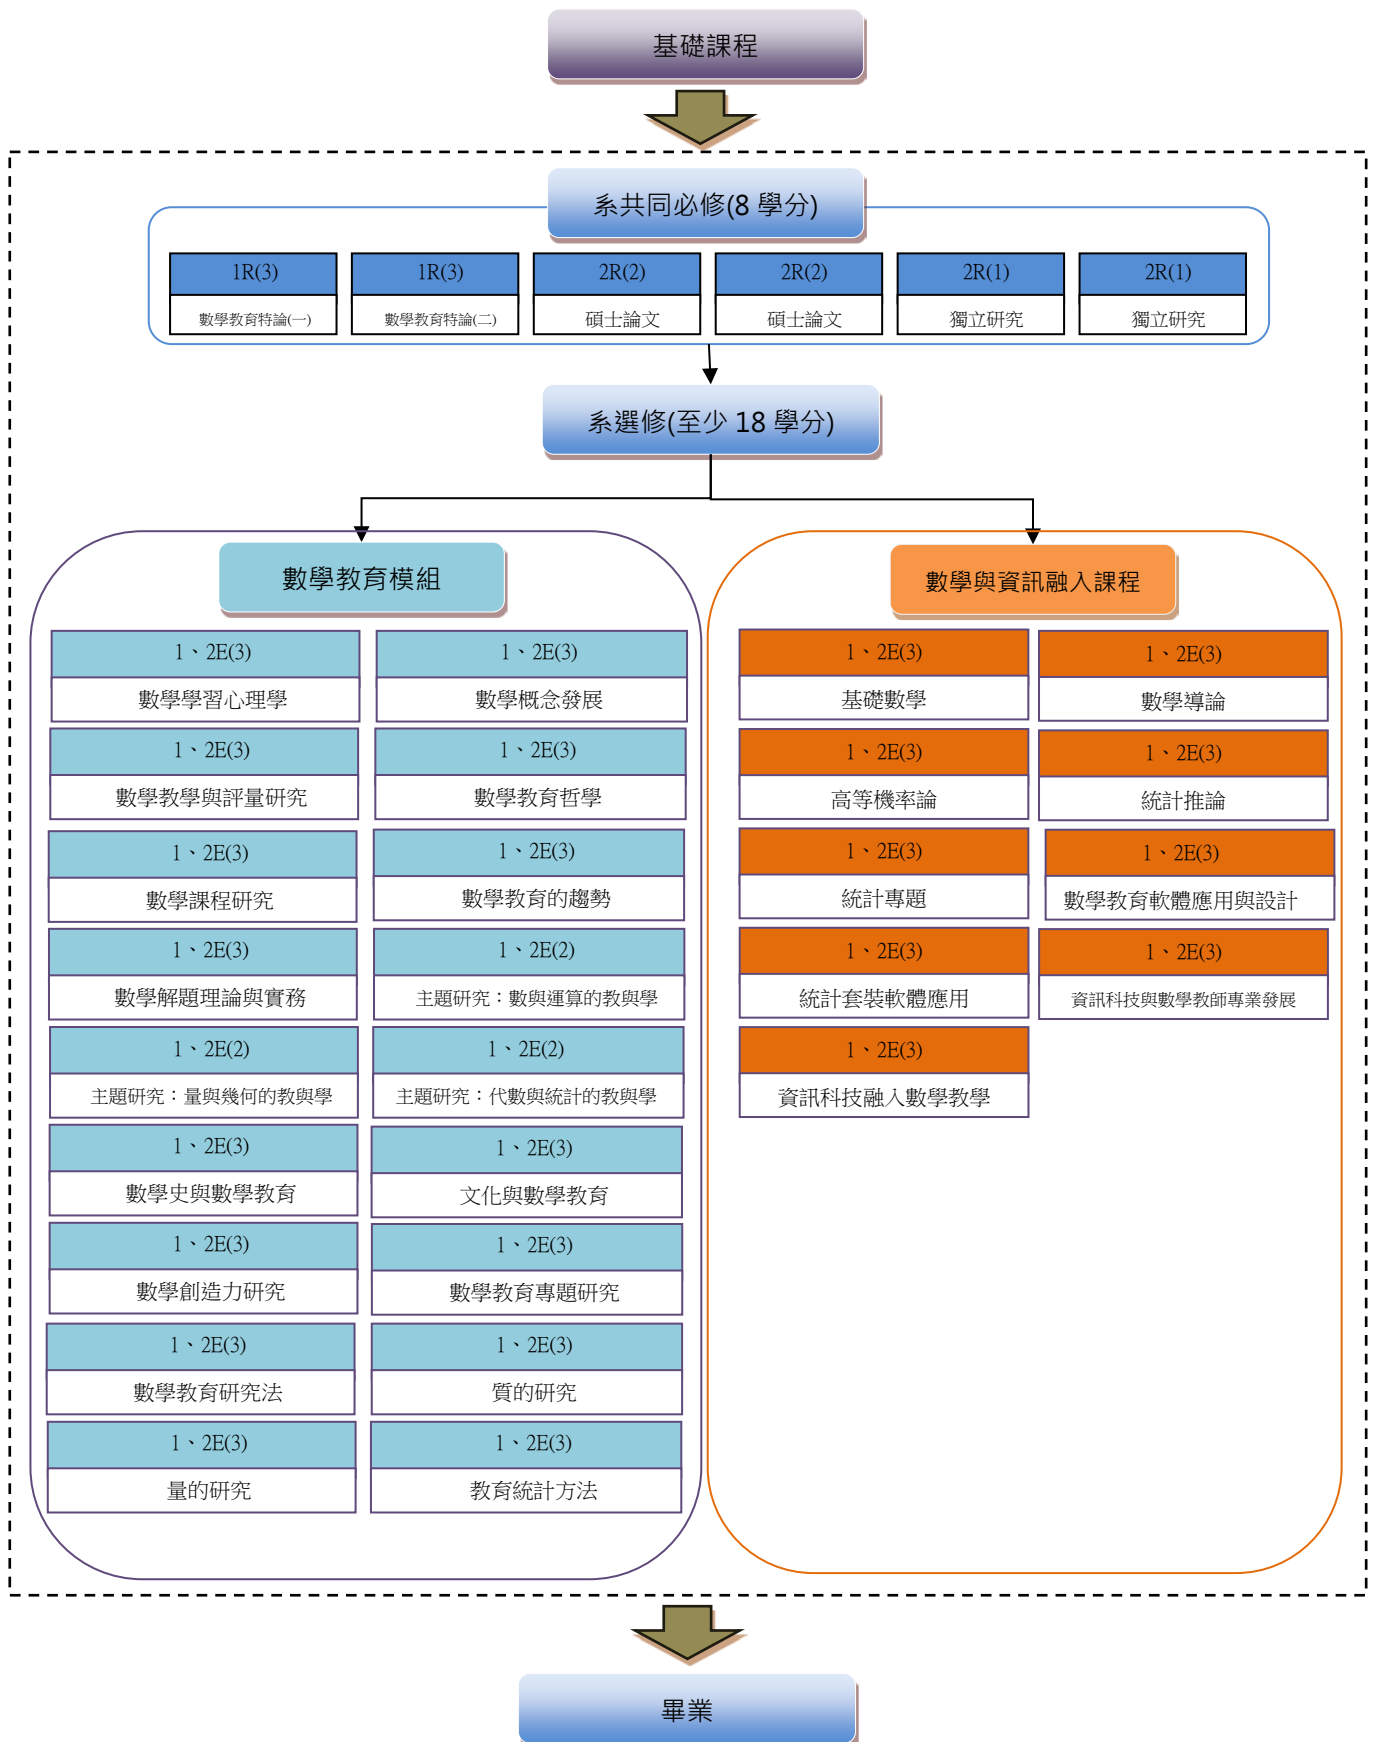 基礎課程
系共同必修(8 學分)
1R(3)
1R(3)
2R(2)
2R(2)
2R(1)
2R(1)
數學教育特論(一)
數學教育特論(二)
碩士論文
碩士論文
獨立研究
獨立研究
系選修(至少 18 學分)
數學教育模組
1、2E(3)
1、2E(3)
數學學習心理學
數學概念發展
1、2E(3)
1、2E(3)
數學教學與評量研究
數學教育哲學
1、2E(3)
1、2E(3)
數學課程研究
數學教育的趨勢
1、2E(3)
1、2E(2)
數學解題理論與實務
主題研究：數與運算的教與學
1、2E(2)
1、2E(2)
主題研究：量與幾何的教與學
主題研究：代數與統計的教與學
1、2E(3)
1、2E(3)
數學史與數學教育
文化與數學教育
1、2E(3)
1、2E(3)
數學創造力研究
數學教育專題研究
1、2E(3)
1、2E(3)
數學教育研究法
質的研究
1、2E(3)
1、2E(3)
量的研究
教育統計方法
數學與資訊融入課程
1、2E(3)
1、2E(3)
基礎數學
數學導論
1、2E(3)
1、2E(3)
高等機率論
統計推論
1、2E(3)
1、2E(3)
統計專題
數學教育軟體應用與設計
1、2E(3)
1、2E(3)
統計套裝軟體應用
資訊科技與數學教師專業發展
1、2E(3)
資訊科技融入數學教學
畢業